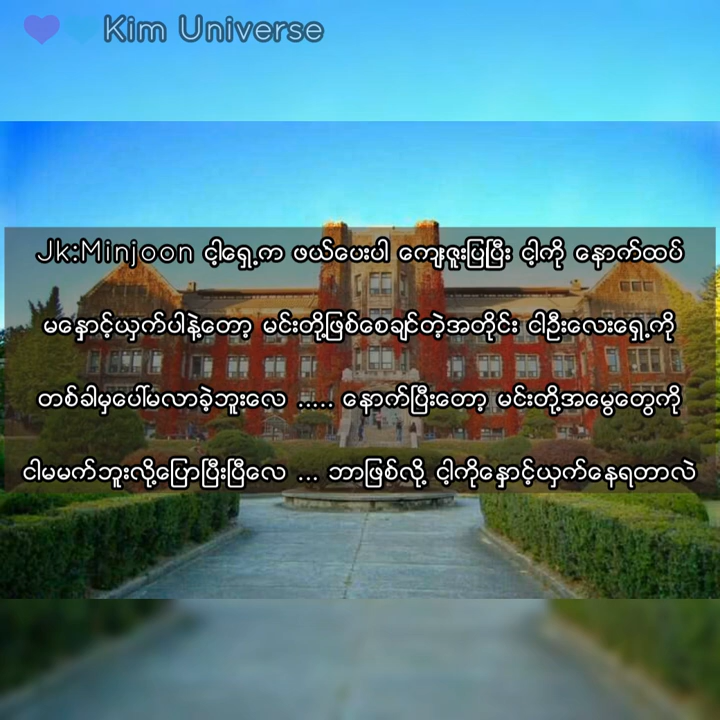 Kim Universe
Jk:Minjoon ငါ့ရှေ့က ဖယ်ပေးပါ ကျေးဇူးပြုပြီး ငါ့ကို နောက်ထပ်
မနှောင့်ယှက်ပါနဲ့တော့ မင်းတို့ဖြစ်စေချင်တဲ့အတိုင်း ငါဦးလေးရှေ့ကို
တစ်ခါမှပေါ်မလာခဲ့ဘူးလေ ..... နောက်ပြီးတော့ မင်းတို့အမွေတွေကို
ငါမမက်ဘူးလို့ပြောပြီးပြီလေ ... ဘာဖြစ်လို့ ငါ့ကိုနှောင့်ယှက်နေရတာလဲ